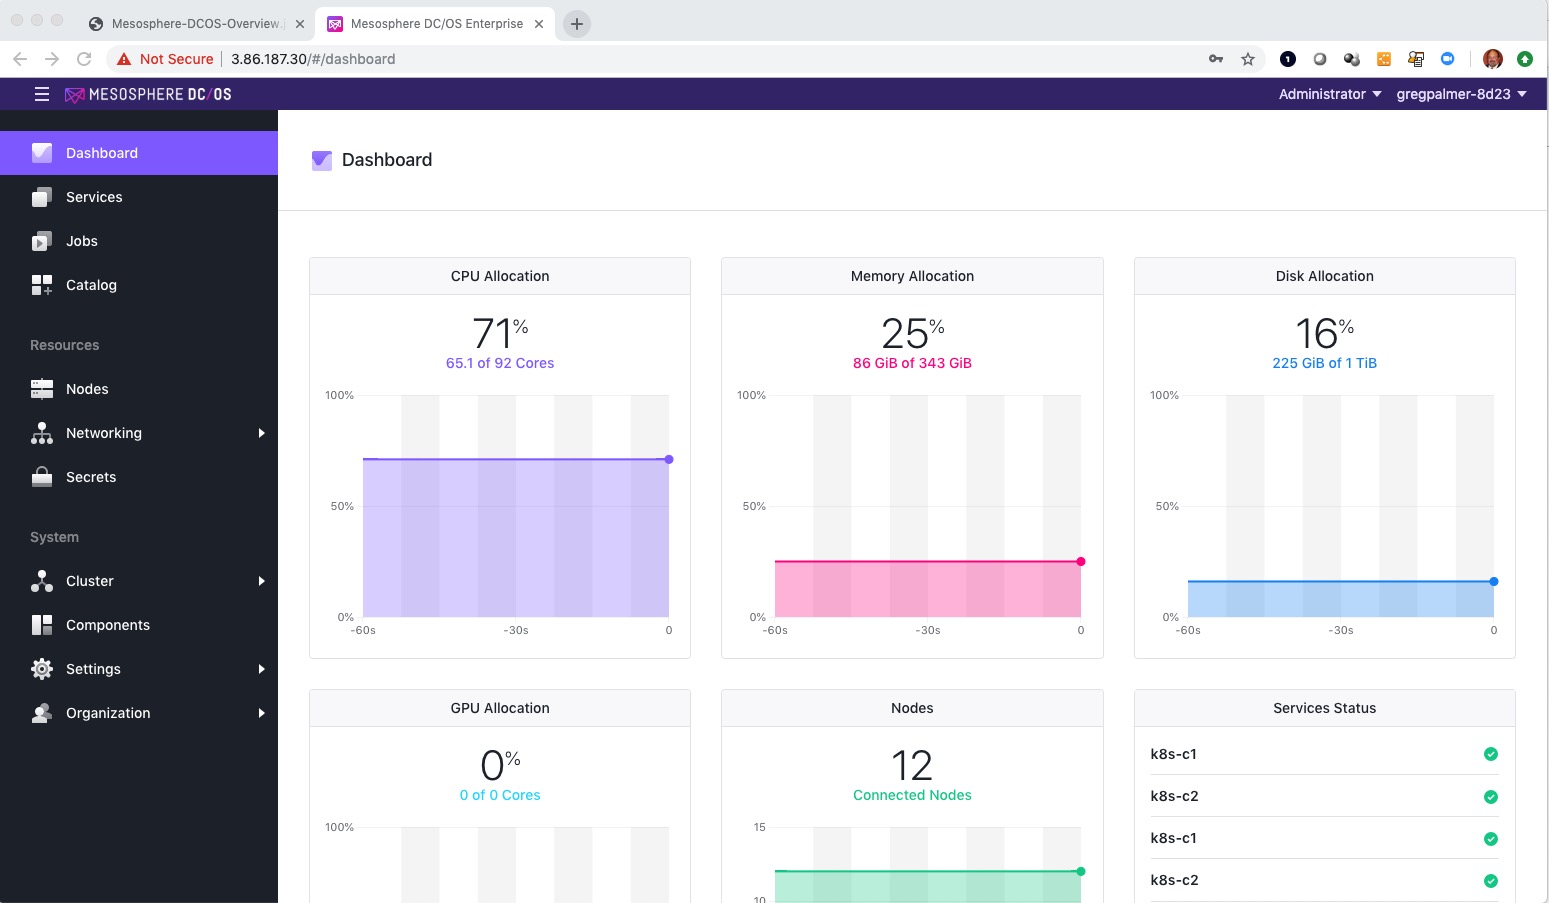 Mesosphere-DCOS-Overview.
Mesosphere DC/OS Enterprise
Not Secure
3.86.187.30/#/dashboard
MESOSPHERE DC/OS
Administrator
gregpalmer-8d23
Dashboard
Services
Jobs
Catalog
Resources
Nodes
Networking
Secrets
System
Cluster
Components
Settings
Organization
Dashboard
CPU Allocation
71%
65.1 of 92 Cores
100%
50%
0%
-60s -30s 0
Memory Allocation
25%
86 GiB of 343 GiB
100%
50%
0%
-60s -30s 0
Disk Allocation
16%
225 GiB of 1 TiB
100%
50%
0%
-60s -30s 0
GPU Allocation
0%
0 of 0 Cores
100%
Nodes
12
Connected Nodes
15
10
Services Status
k8s-c1
k8s-c2
k8s-c1
k8s-c2